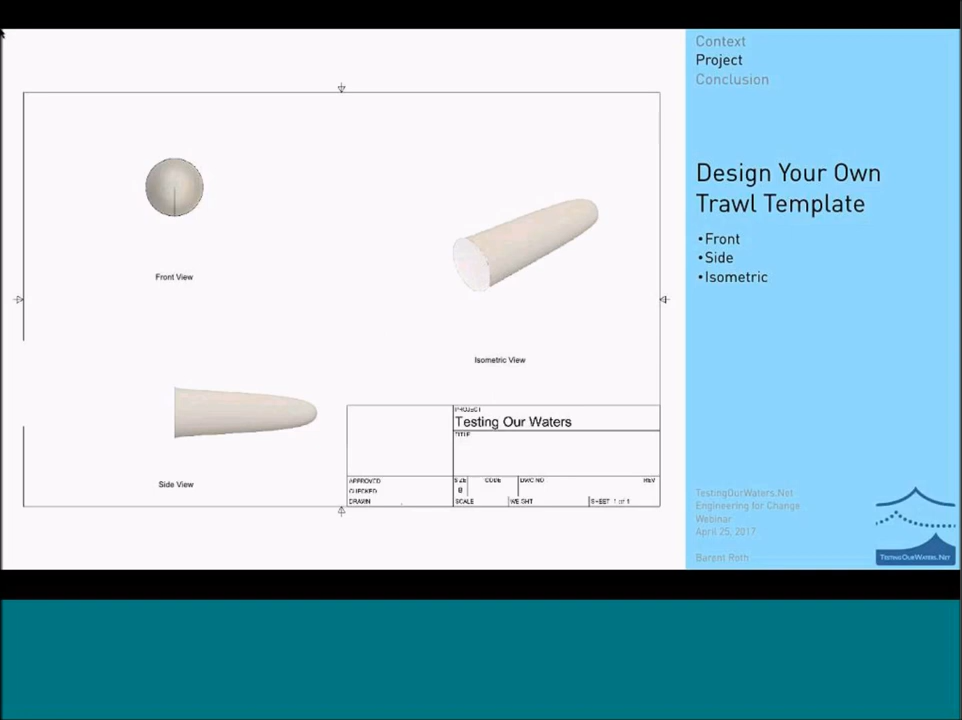 Context
Project
Conclusion
Design Your Own
Trawl Template
•Front
•Side
•Isometric
Front View
Isometric View
Side View
PROJECT
Testing Our Waters
TITLE
APPROVED
CHECKED
DRAWN
SIZE
CODE
DWG NO
REV
B
SCALE
WEIGHT
SHEET 1 of 1
TestingOurWaters.Net
Engineering for Change
Webinar
April 25, 2017
Barent Roth
TestingOurWaters.Net